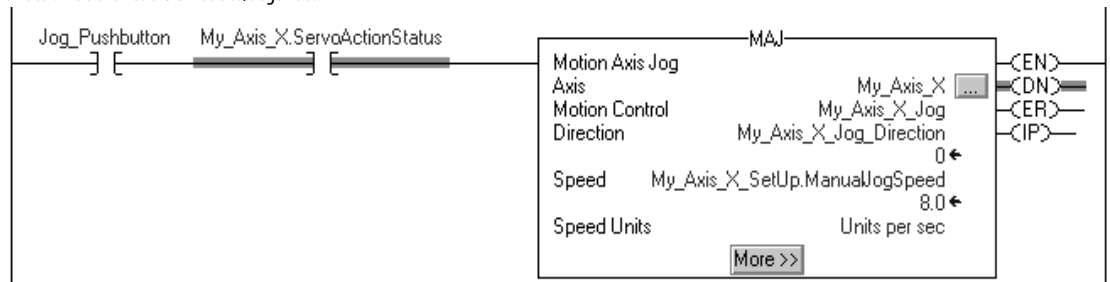 Jog_Pushbutton My_Axis_X.ServoActionStatus
MAJ
Motion Axis Jog
Axis My_Axis_X ...
Motion Control My_Axis_X_Jog
Direction My_Axis_X_Jog_Direction
0
Speed My_Axis_X_SetUp.ManualJogSpeed
8.0
Speed Units Units per sec
More >>
EN
DN
ER
IP